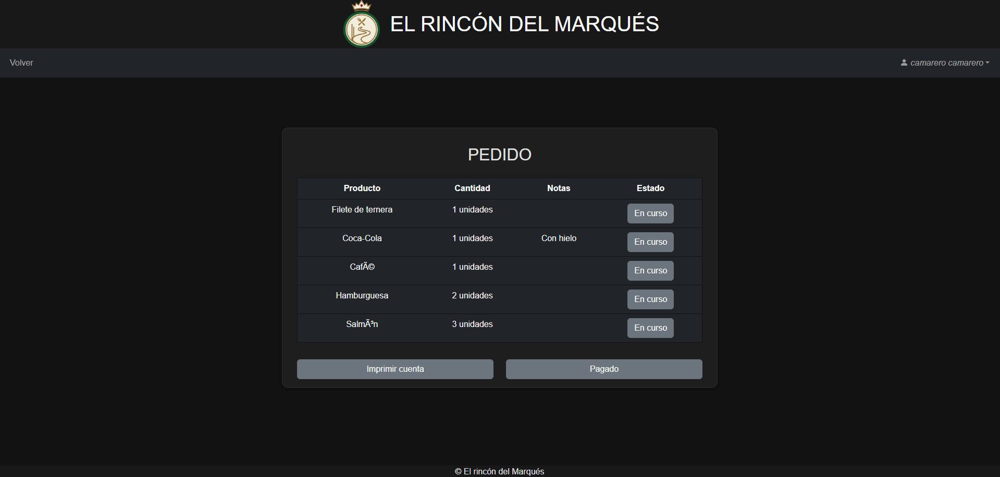 EL RINCÓN DEL MARQUÉS
Volver
camarero camarero
PEDIDO
Producto Cantidad Notas Estado
Filete de ternera 1 unidades En curso
Coca-Cola 1 unidades Con hielo En curso
CafÃ© 1 unidades En curso
Hamburguesa 2 unidades En curso
SalmÃ³n 3 unidades En curso
Imprimir cuenta Pagado
© El rincón del Marqués